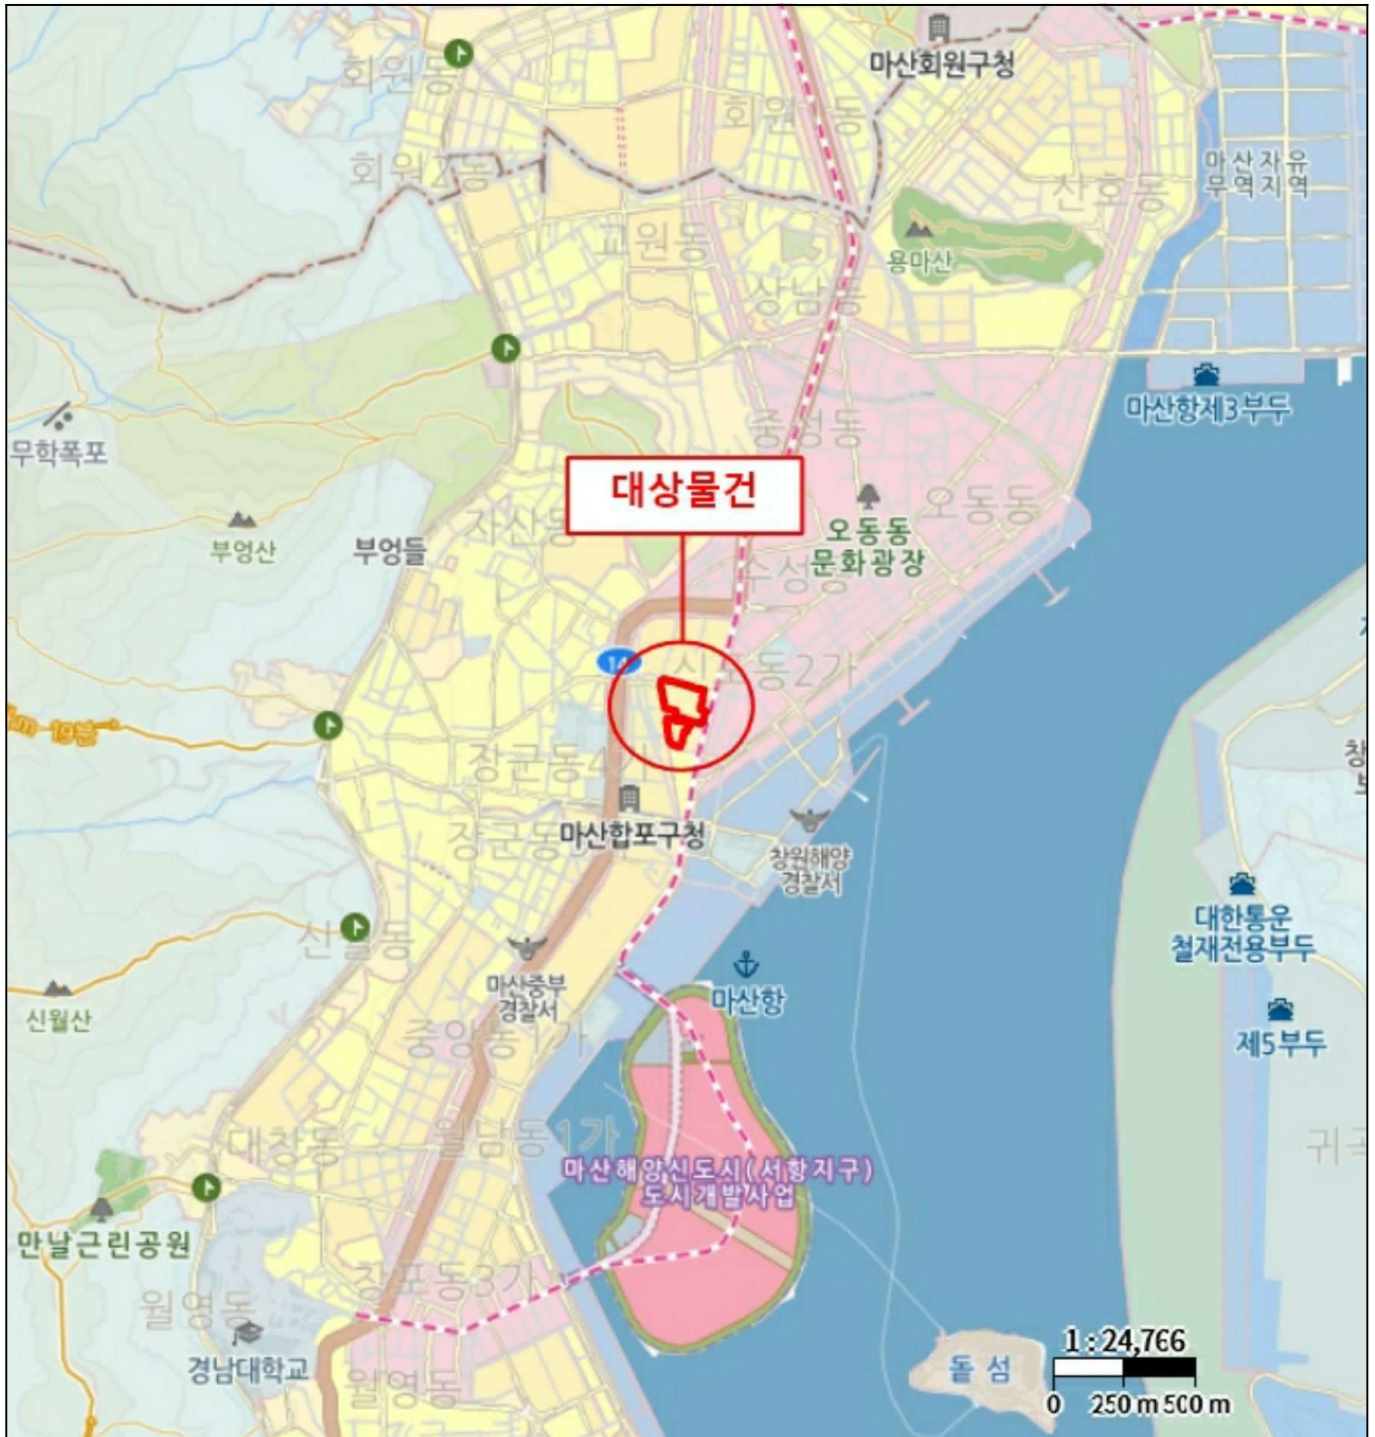 마산회원구청
회원동
회원동
회원2동
마산자유
무역지역
산호동
교원동
용마산
상남동
마산항제3부두
중성동
무학폭포
대상물건
오동동
자산동
오동동
문화광장
부엉산
부엉들
수성동
14
신포동2가
장군동4가
마산합포구청
장군동
창원해양
경찰서
대한통운
철재전용부두
신월동
마산중부
경찰서
마산항
신월산
제5부두
중앙동1가
대창동
월남동1가
마산해양신도시(서항지구)
도시개발사업
만날근린공원
창포동3가
월영동
경남대학교
월영동
돝섬
1 : 24,766
0 250 m 500 m